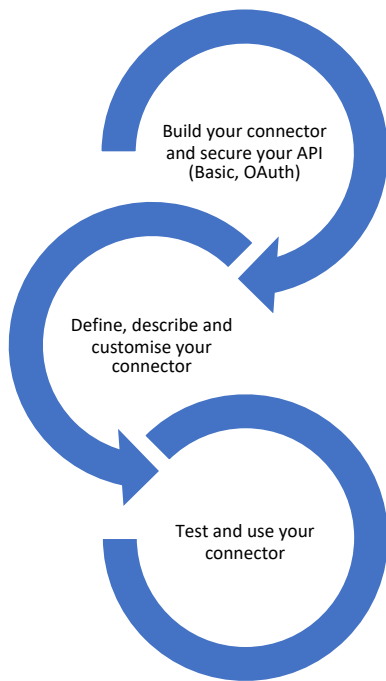 Build your connector
and secure your API
(Basic, OAuth)
Define, describe and
customise your
connector
Test and use your
connector